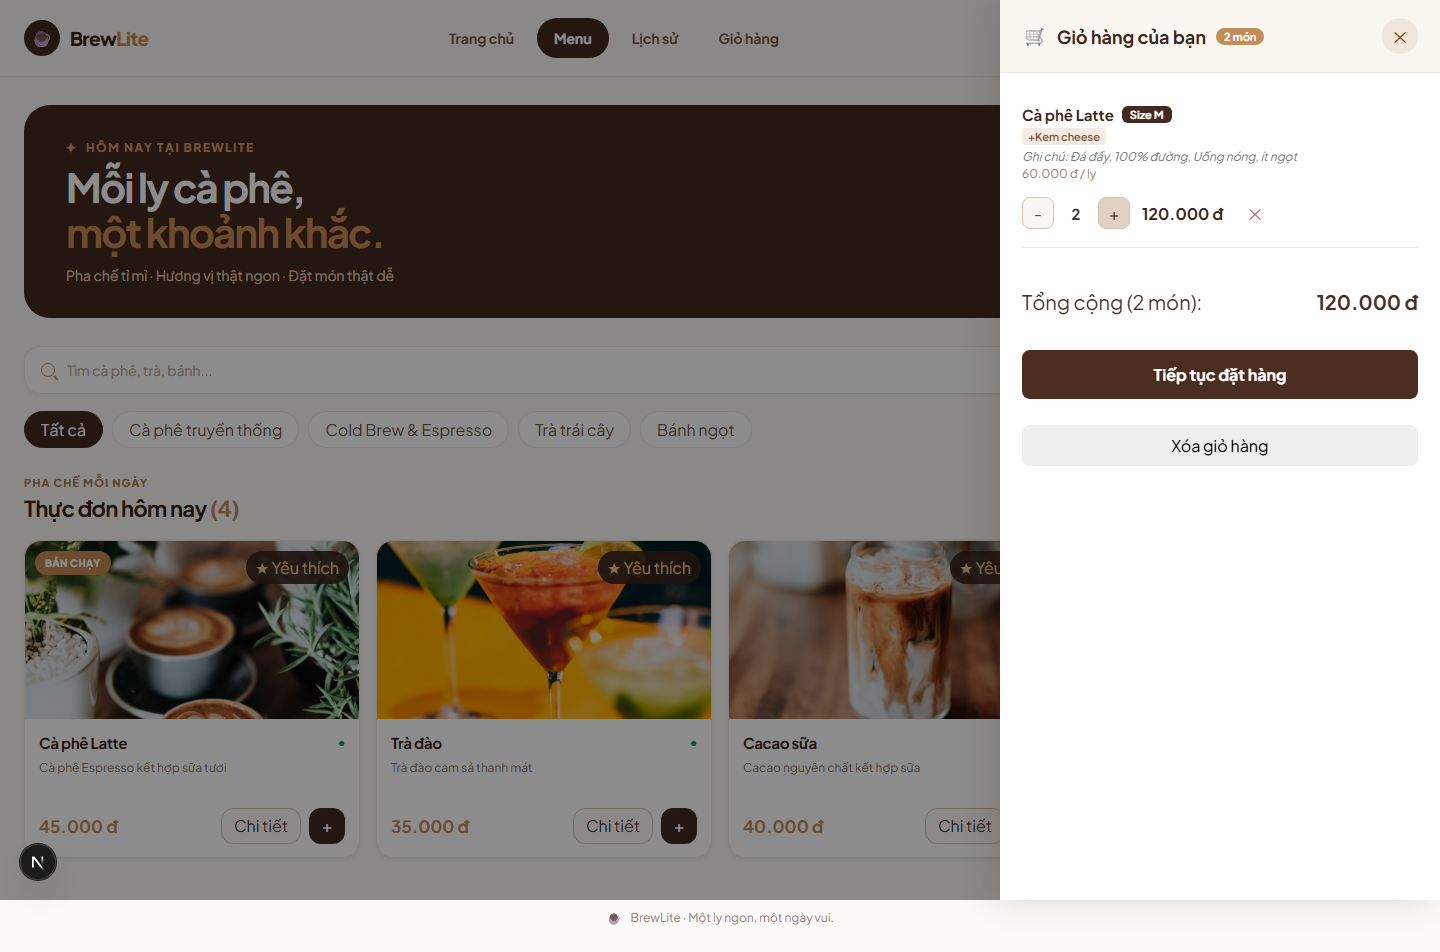 BrewLite
Trang chủ
Menu
Lịch sử
Giỏ hàng
✦ HÔM NAY TẠI BREWLITE
Mỗi ly cà phê,
một khoảnh khắc.
Pha chế tỉ mỉ · Hương vị thật ngon · Đặt món thật dễ
Tìm cà phê, trà, bánh...
Tất cả
Cà phê truyền thống
Cold Brew & Espresso
Trà trái cây
Bánh ngọt
PHA CHẾ MỖI NGÀY
Thực đơn hôm nay (4)
BÁN CHẠY
★ Yêu thích
Cà phê Latte
Cà phê Espresso kết hợp sữa tươi
45.000 đ
Chi tiết
+
★ Yêu thích
Trà đào
Trà đào cam sả thanh mát
35.000 đ
Chi tiết
+
★ Yêu
Cacao sữa
Cacao nguyên chất kết hợp sữa
40.000 đ
Chi tiết
N
Giỏ hàng của bạn
2 món
Cà phê Latte
Size M
+Kem cheese
Ghi chú: Đá đầy, 100% đường, Uống nóng, ít ngọt
60.000 đ / ly
-
2
+
120.000 đ
Tổng cộng (2 món):
120.000 đ
Tiếp tục đặt hàng
Xóa giỏ hàng
BrewLite · Một ly ngon, một ngày vui.